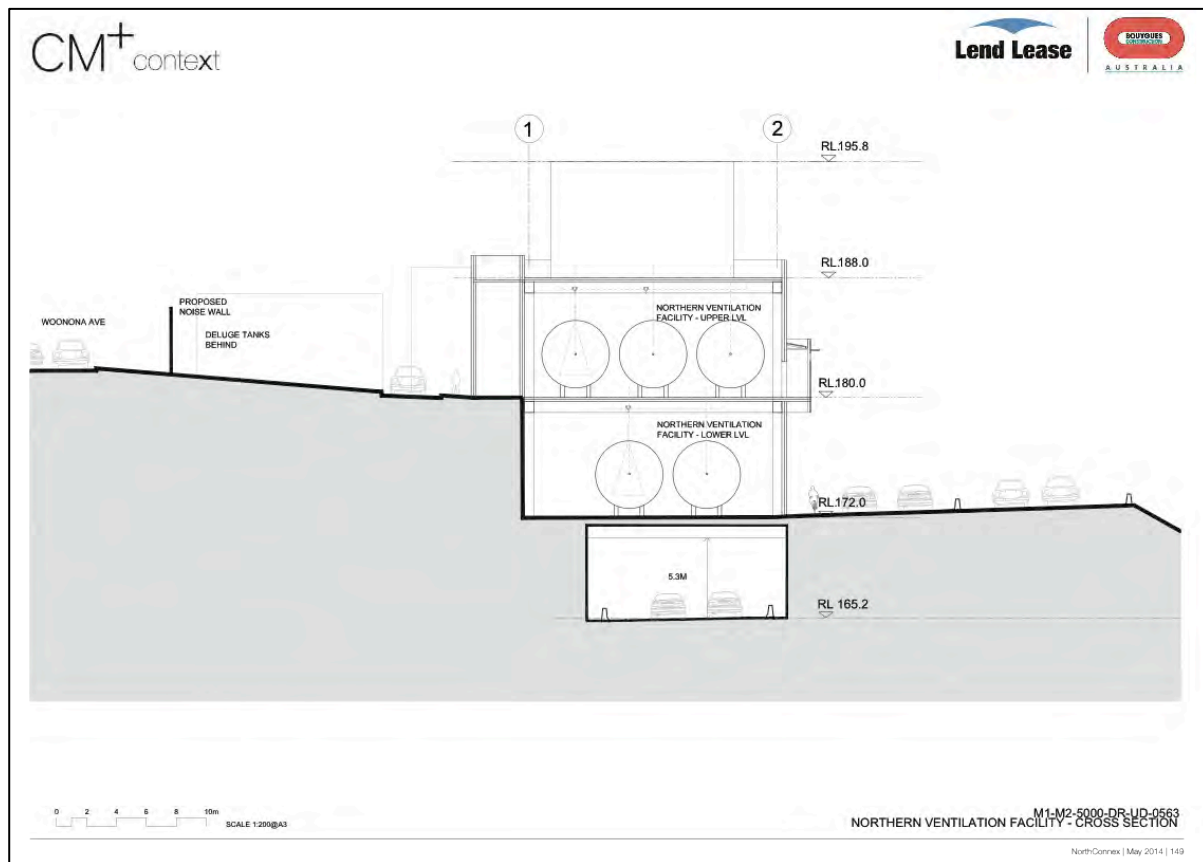 CM+ context
Lend Lease
BOUYGUES
CONSTRUCTION
AUSTRALIA
1
2
RL.195.8
RL.188.0
PROPOSED
NOISE WALL
WOONONA AVE
DELUGE TANKS
BEHIND
NORTHERN VENTILATION
FACILITY - UPPER LVL
RL.180.0
NORTHERN VENTILATION
FACILITY - LOWER LVL
RL.172.0
5.3M
RL 165.2
0 2 4 6 8 10m
SCALE 1:200@A3
M1-M2-5000-DR-UD-0563
NORTHERN VENTILATION FACILITY - CROSS SECTION
NorthConnex | May 2014 | 149